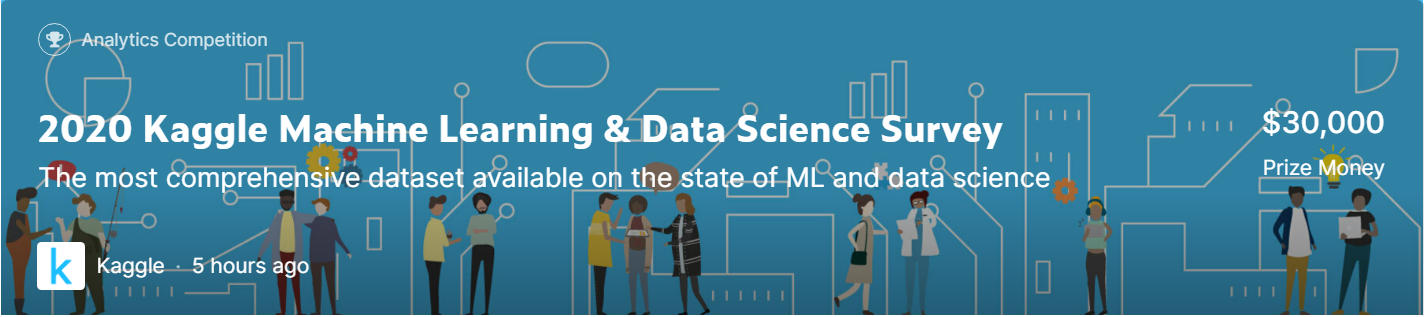 Analytics Competition
2020 Kaggle Machine Learning & Data Science Survey
The most comprehensive dataset available on the state of ML and data science
$30,000
Prize Money
k
Kaggle · 5 hours ago